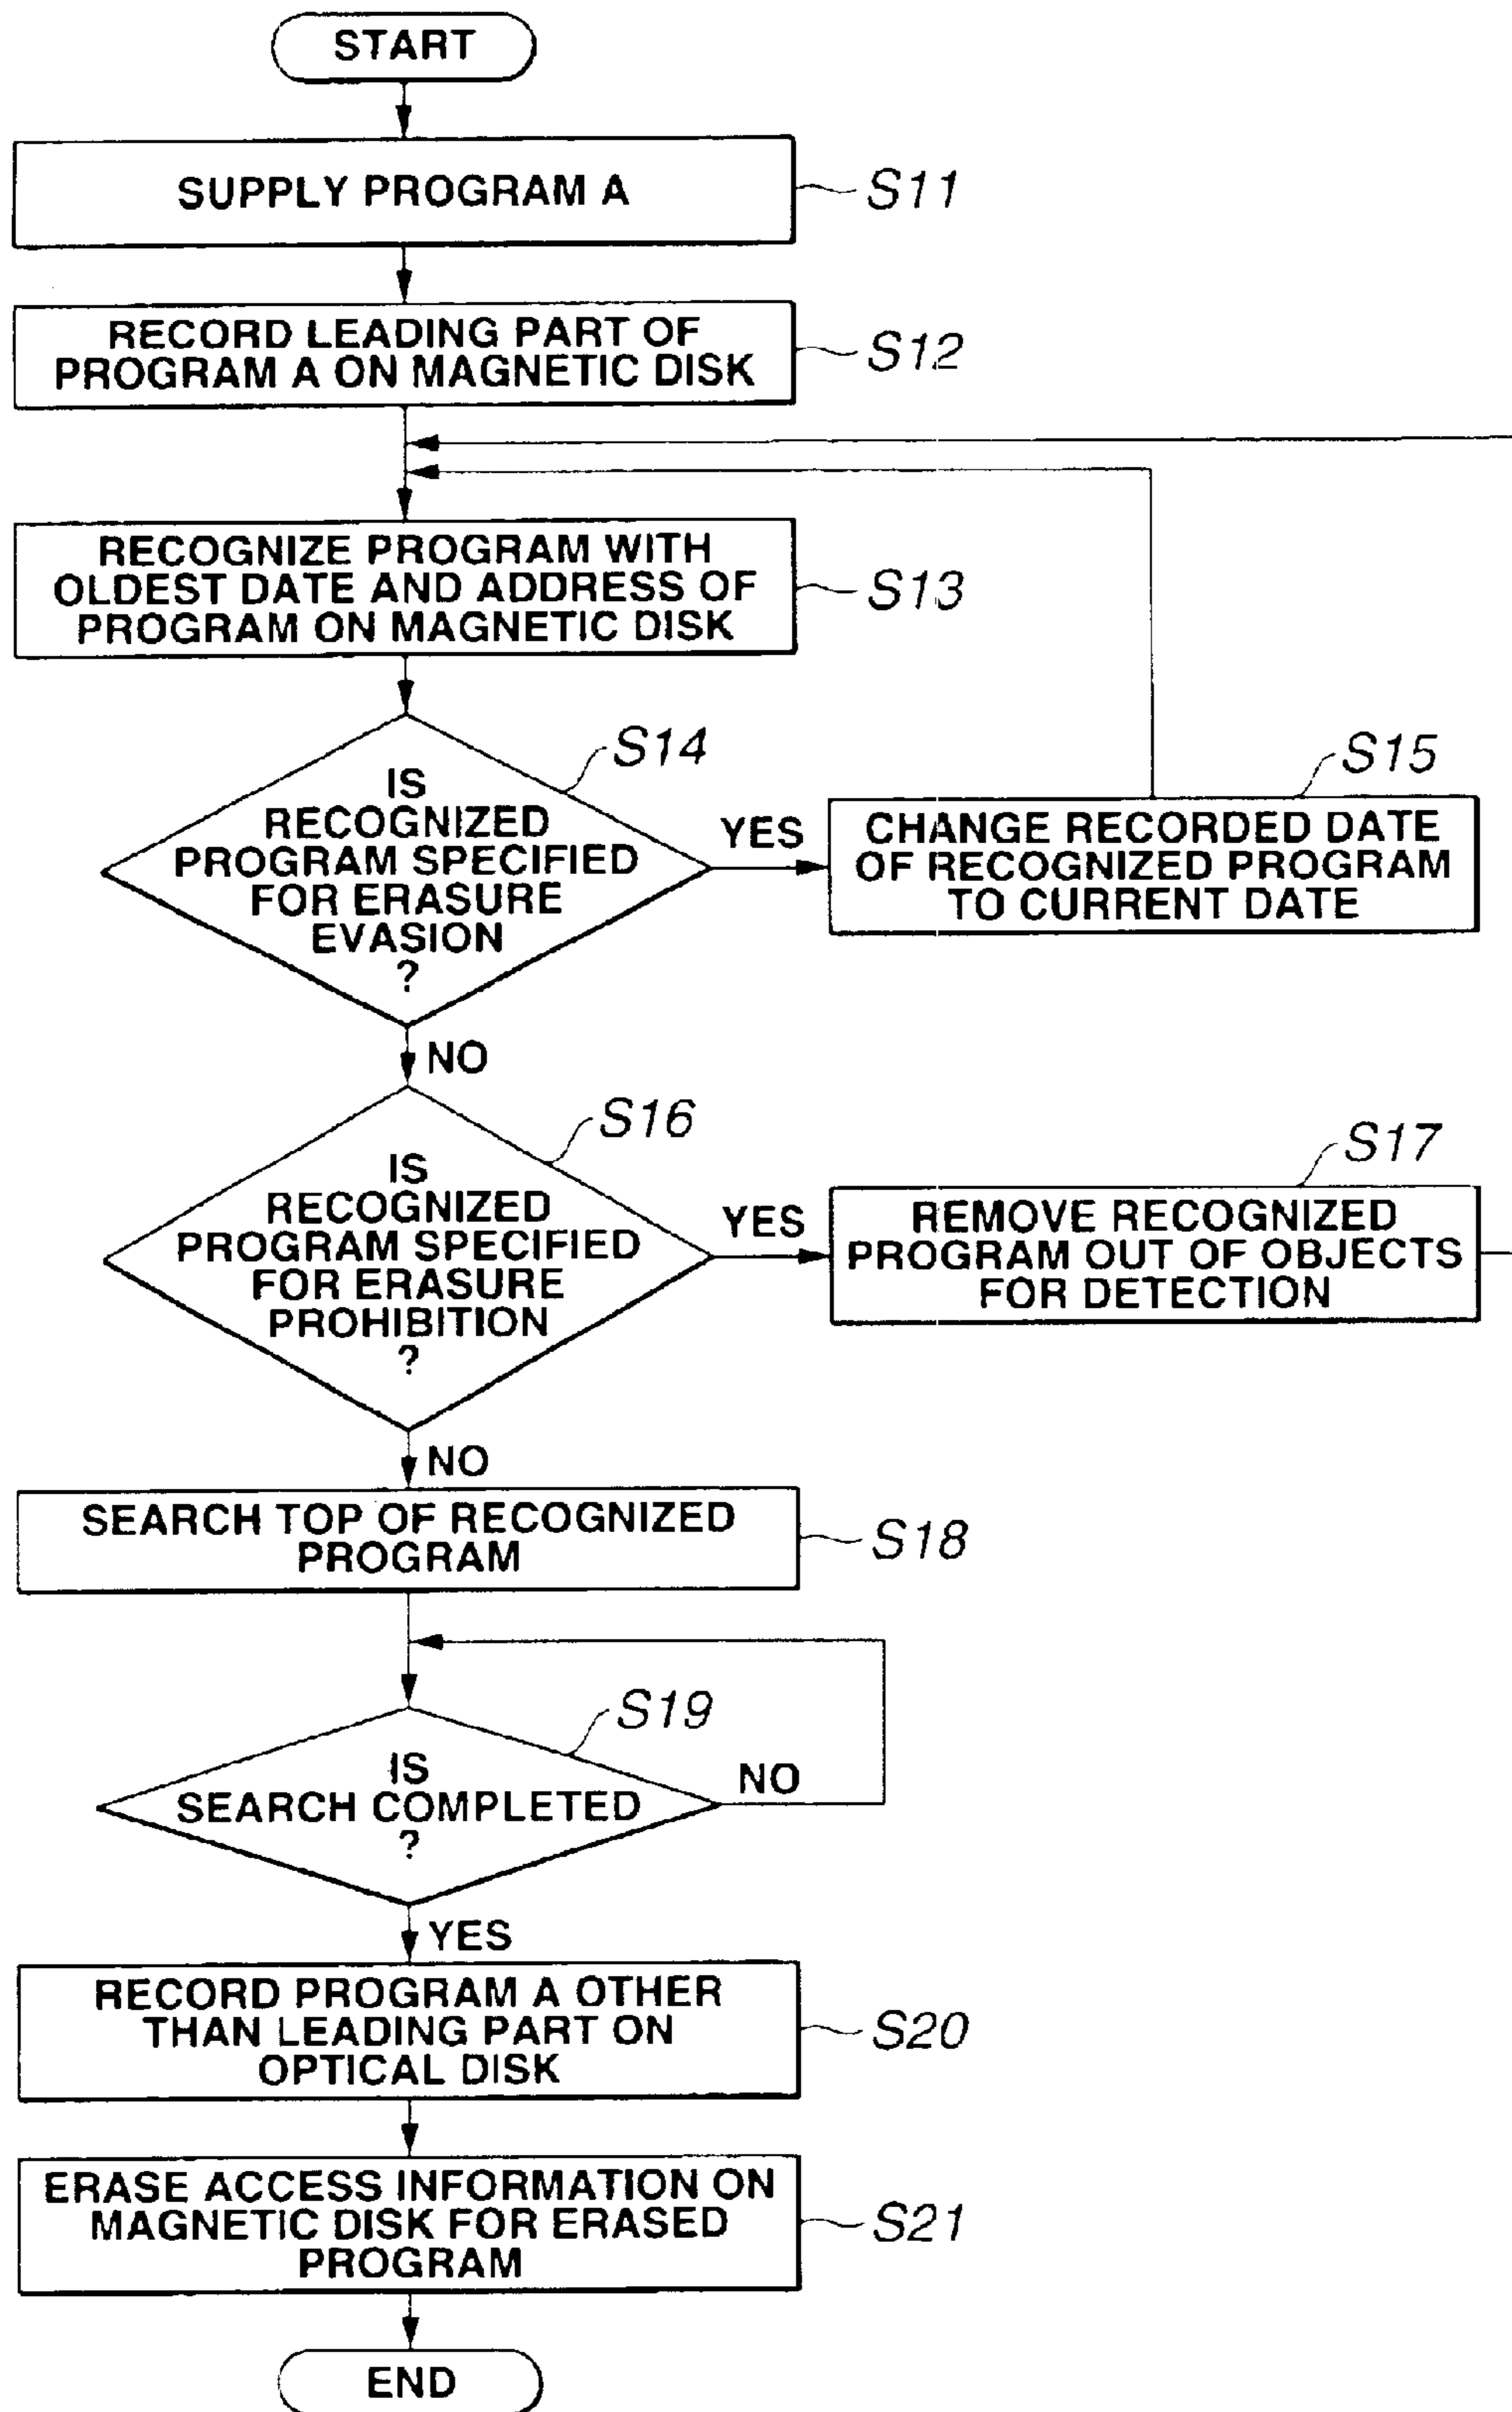 START
SUPPLY PROGRAM A
S11
RECORD LEADING PART OF
PROGRAM A ON MAGNETIC DISK
S12
RECOGNIZE PROGRAM WITH
OLDEST DATE AND ADDRESS OF
PROGRAM ON MAGNETIC DISK
S13
S14
IS
RECOGNIZED
PROGRAM SPECIFIED
FOR ERASURE
EVASION
?
YES
S15
CHANGE RECORDED DATE
OF RECOGNIZED PROGRAM
TO CURRENT DATE
NO
S16
IS
RECOGNIZED
PROGRAM SPECIFIED
FOR ERASURE
PROHIBITION
?
YES
S17
REMOVE RECOGNIZED
PROGRAM OUT OF OBJECTS
FOR DETECTION
NO
SEARCH TOP OF RECOGNIZED
PROGRAM
S18
S19
IS
SEARCH COMPLETED
?
NO
YES
RECORD PROGRAM A OTHER
THAN LEADING PART ON
OPTICAL DISK
S20
ERASE ACCESS INFORMATION ON
MAGNETIC DISK FOR ERASED
PROGRAM
S21
END